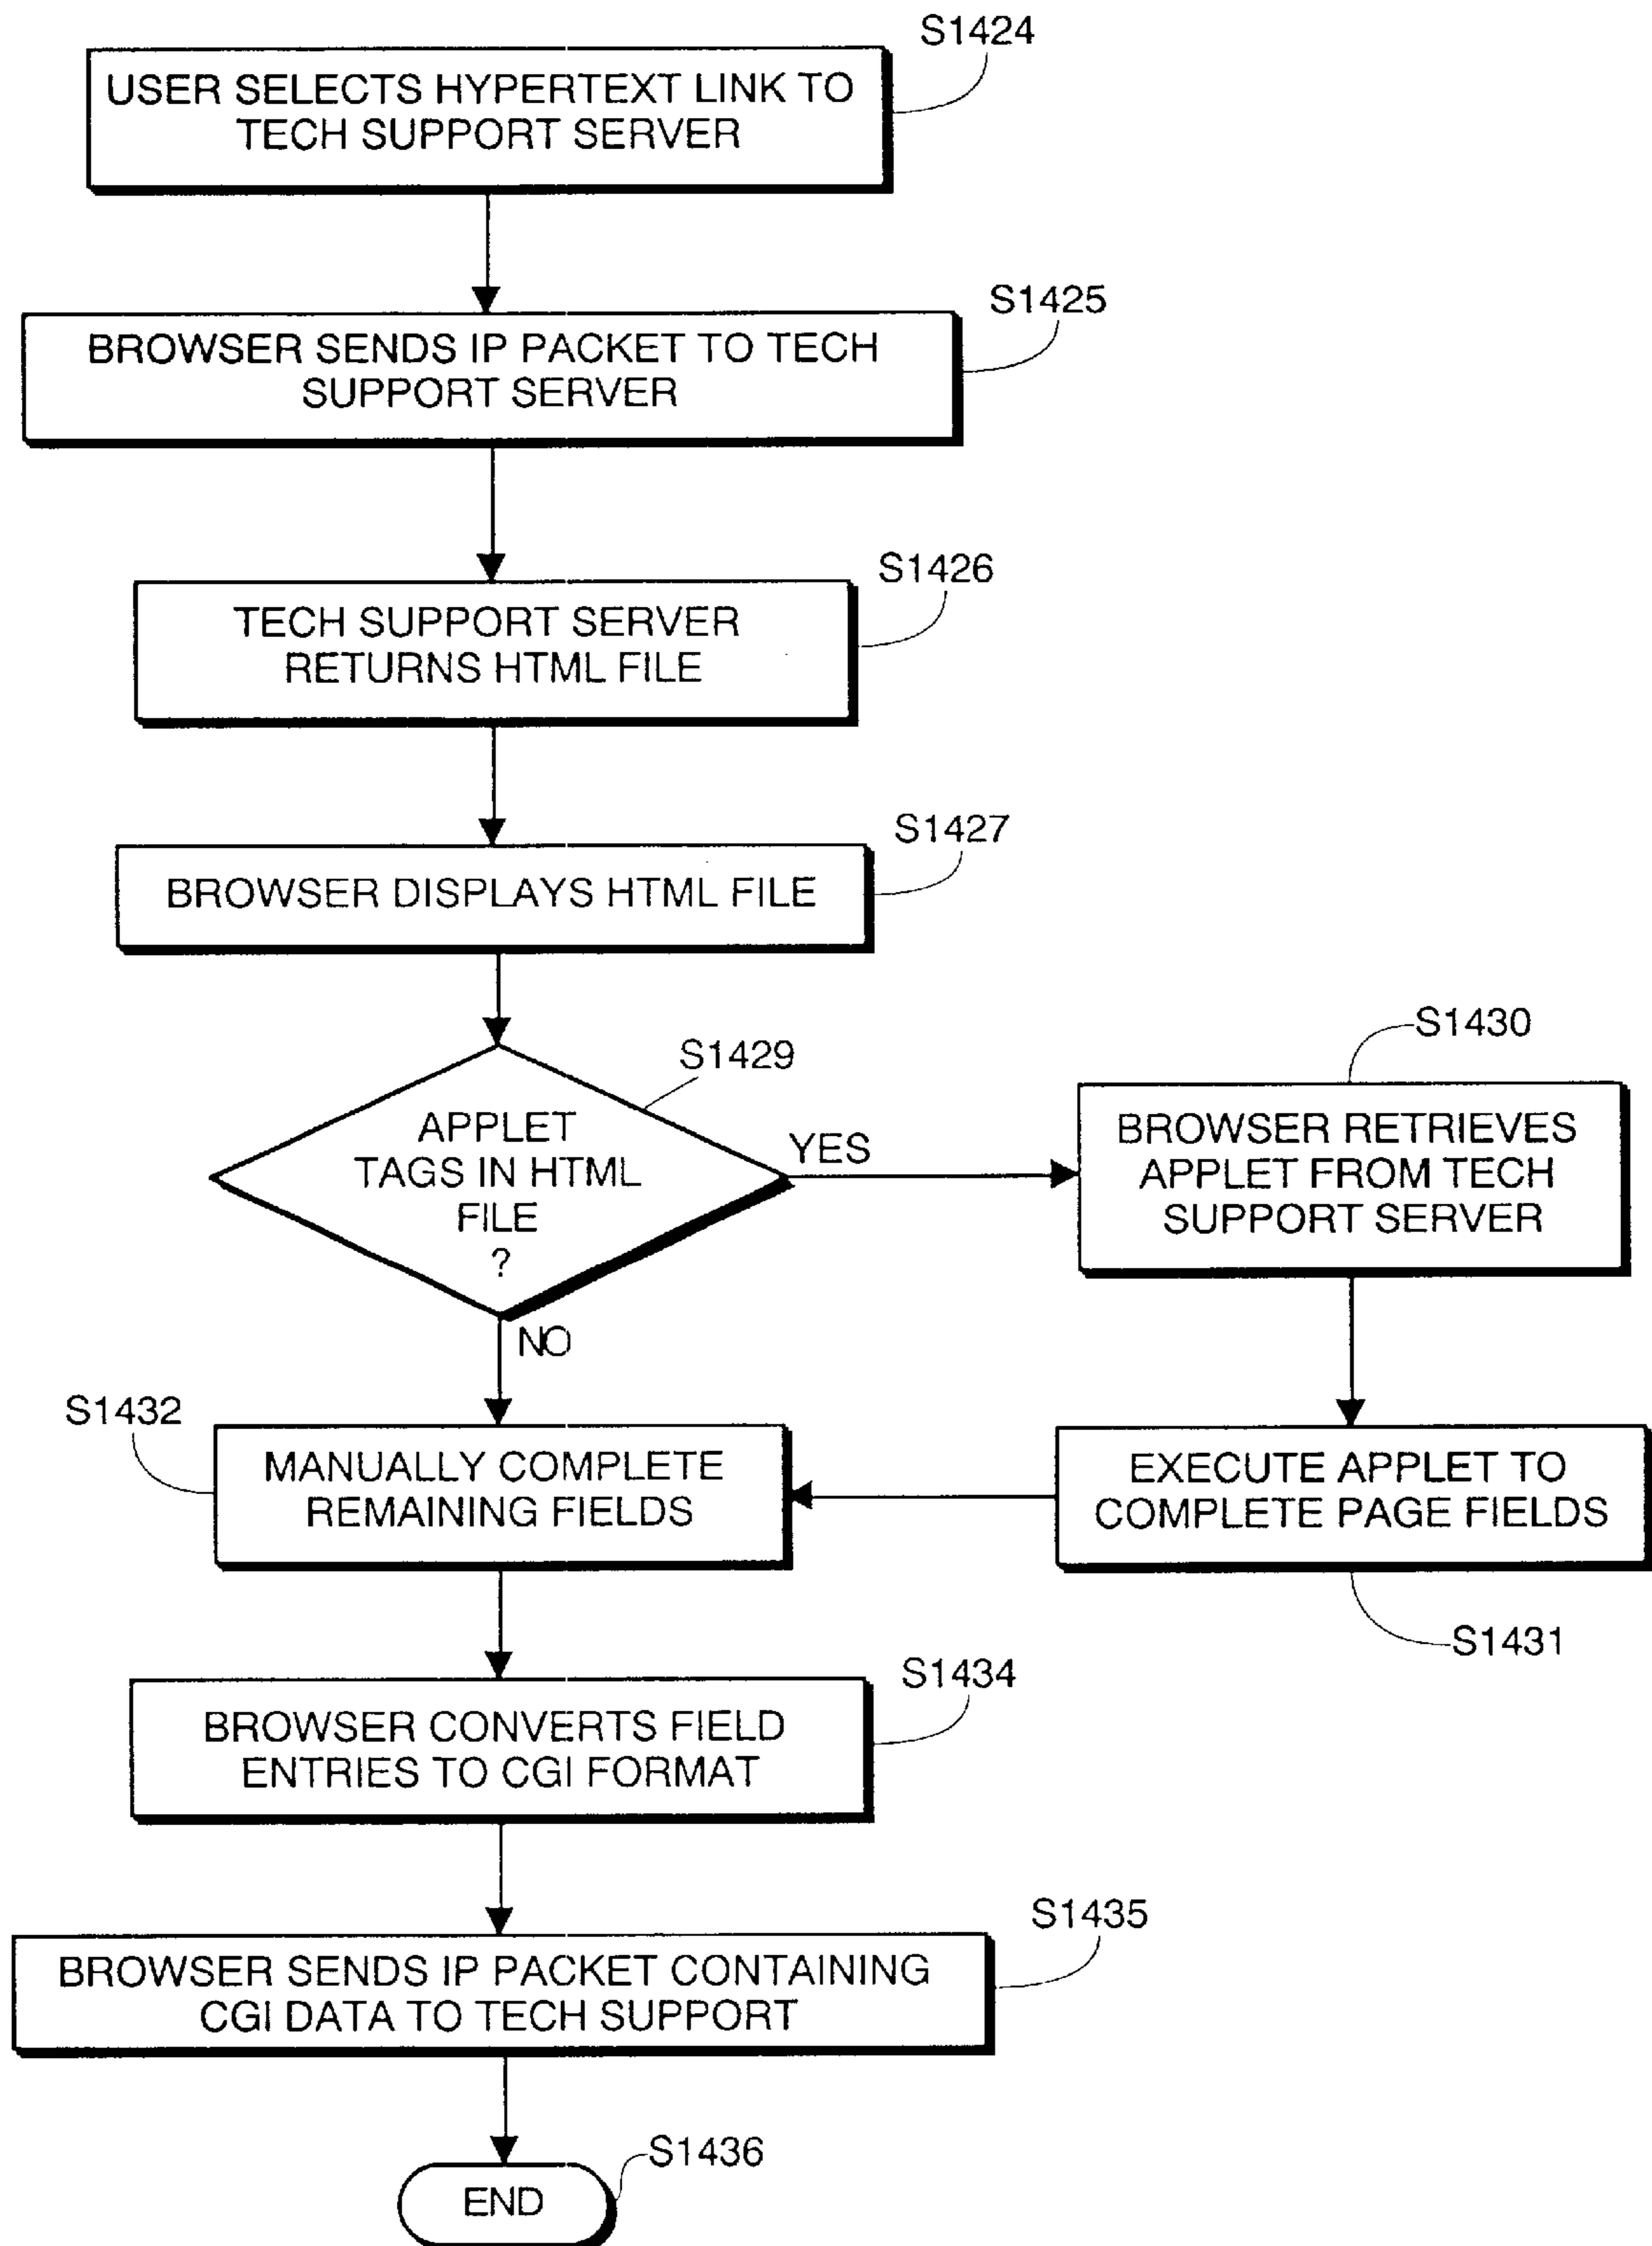 S1424
USER SELECTS HYPERTEXT LINK TO
TECH SUPPORT SERVER
S1425
BROWSER SENDS IP PACKET TO TECH
SUPPORT SERVER
S1426
TECH SUPPORT SERVER
RETURNS HTML FILE
S1427
BROWSER DISPLAYS HTML FILE
S1429
APPLET
TAGS IN HTML
FILE
?
YES
NO
S1430
BROWSER RETRIEVES
APPLET FROM TECH
SUPPORT SERVER
S1432
MANUALLY COMPLETE
REMAINING FIELDS
EXECUTE APPLET TO
COMPLETE PAGE FIELDS
S1431
S1434
BROWSER CONVERTS FIELD
ENTRIES TO CGI FORMAT
S1435
BROWSER SENDS IP PACKET CONTAINING
CGI DATA TO TECH SUPPORT
S1436
END